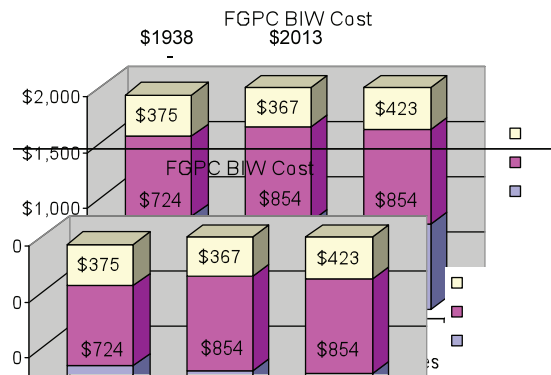 FGPC BIW Cost
$1938 $2013
-
$2,000
$375 $367 $423
$1,500
FGPC BIW Cost
$724 $854 $854
$1,000
0
$375 $367 $423
0
$724 $854 $854
0
es